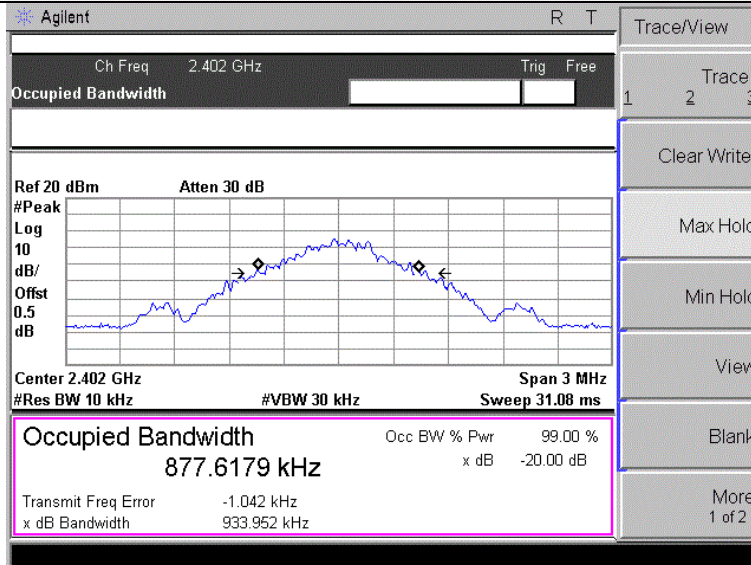 Agilent R T
Trace/View
Ch Freq 2.402 GHz Trig Free
Occupied Bandwidth
Trace
1 2 3
Clear Write
Max Hold
Ref 20 dBm Atten 30 dB
#Peak
Log
10
dB/
Offst
0.5
dB
Min Hold
View
Center 2.402 GHz Span 3 MHz
#Res BW 10 kHz #VBW 30 kHz Sweep 31.08 ms
Blank
Occupied Bandwidth Occ BW % Pwr 99.00 %
877.6179 kHz x dB -20.00 dB
Transmit Freq Error -1.042 kHz
x dB Bandwidth 933.952 kHz
More
1 of 2